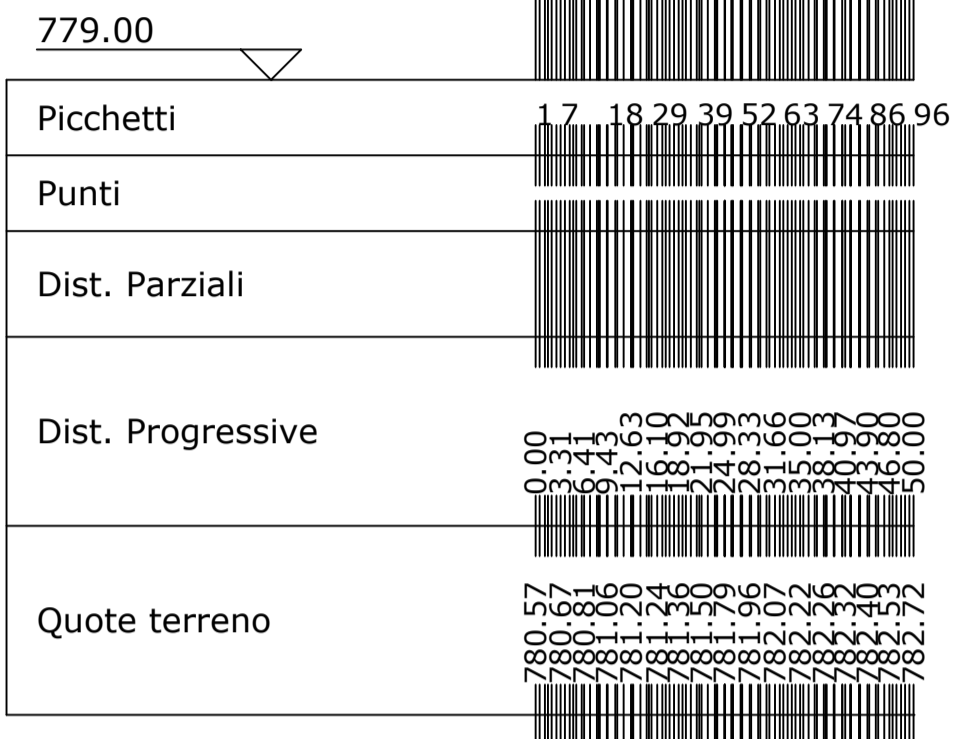 779.00
Picchetti 1 7 18 29 39 52 63 74 86 96
Punti
Dist. Parziali
Dist. Progressive 0.00 3.31 6.41 9.43 12.63 16.10 18.92 21.95 24.99 28.33 31.66 35.00 38.13 40.97 43.90 46.80 50.00
Quote terreno 780.57 780.67 780.81 781.06 781.20 781.24 781.36 781.50 781.79 781.96 782.07 782.22 782.26 782.32 782.40 782.53 782.72